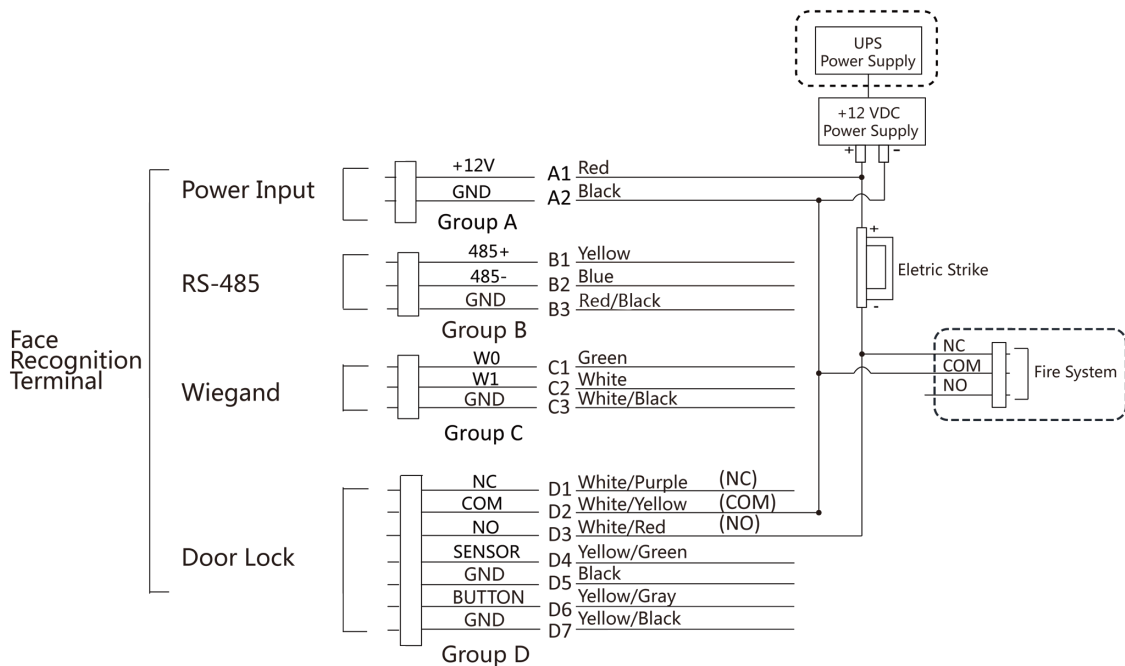 UPS
Power Supply
+12 VDC
Power Supply
+ -
Face
Recognition
Terminal
Power Input
+12V A1 Red
GND A2 Black
Group A
RS-485
485+ B1 Yellow
485- B2 Blue
GND B3 Red/Black
Group B
Wiegand
W0 C1 Green
W1 C2 White
GND C3 White/Black
Group C
Door Lock
NC D1 White/Purple (NC)
COM D2 White/Yellow (COM)
NO D3 White/Red (NO)
SENSOR D4 Yellow/Green
GND D5 Black
BUTTON D6 Yellow/Gray
GND D7 Yellow/Black
Group D
+
Eletric Strike
-
NC
COM
NO
Fire System